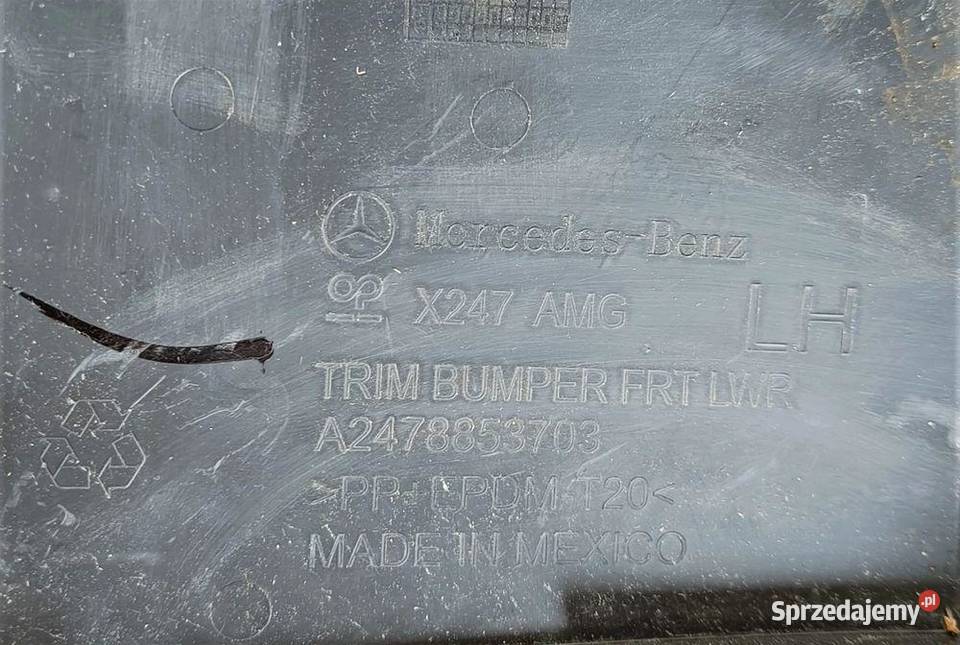 Mercedes-Benz
X247 AMG
LH
TRIM BUMPER FRT LWR
A2478853703
>PP+EPDM-T20<
MADE IN MEXICO
Sprzedajemy.pl